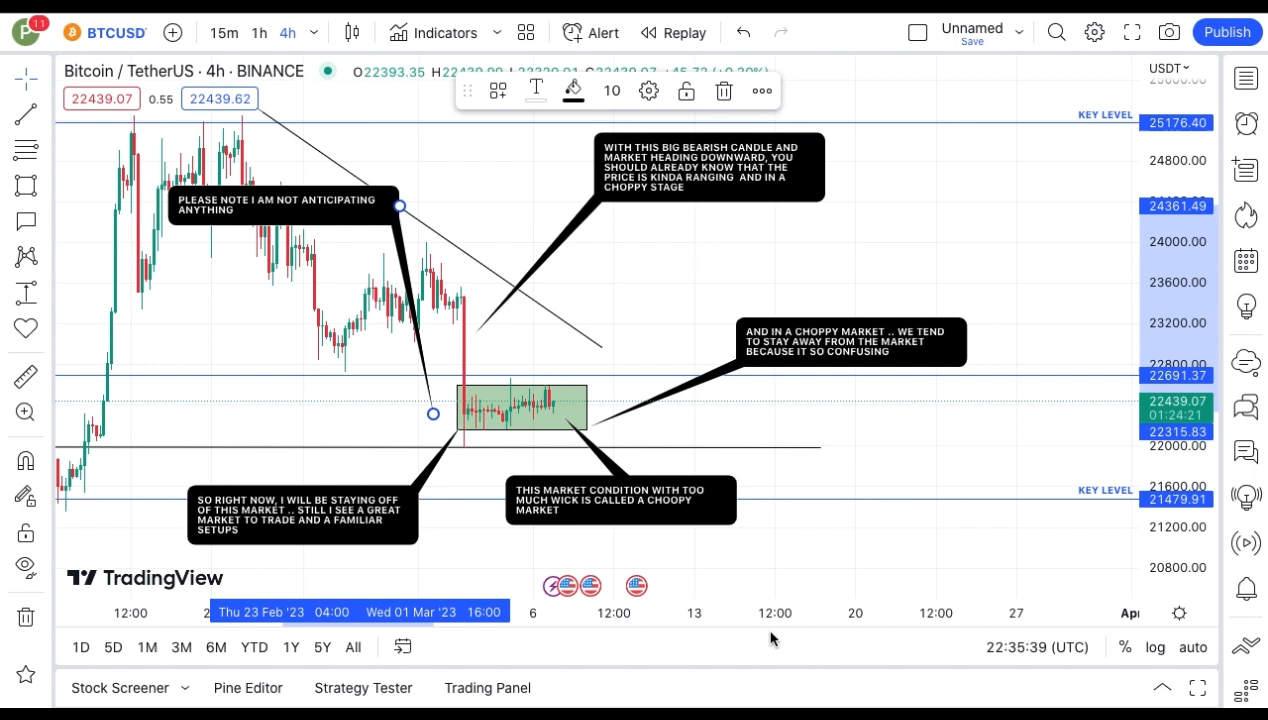 11
P
BTCUSD
15m 1h 4h
Indicators
Alert
Replay
Unnamed
Save
Publish
Bitcoin / TetherUS · 4h · BINANCE
O22393.35
USDT
22439.07 0.55 22439.62
10
KEY LEVEL
25176.40
WITH THIS BIG BEARISH CANDLE AND
MARKET HEADING DOWNWARD, YOU
SHOULD ALREADY KNOW THAT THE
PRICE IS KINDA RANGING AND IN A
CHOPPY STAGE
24800.00
PLEASE NOTE I AM NOT ANTICIPATING
ANYTHING
24361.49
24000.00
23600.00
23200.00
AND IN A CHOPPY MARKET .. WE TEND
TO STAY AWAY FROM THE MARKET
BECAUSE IT SO CONFUSING
22800.00
22691.37
22439.07
01:24:21
22315.83
22000.00
SO RIGHT NOW, I WILL BE STAYING OFF
OF THIS MARKET .. STILL I SEE A GREAT
MARKET TO TRADE AND A FAMILIAR
SETUPS
THIS MARKET CONDITION WITH TOO
MUCH WICK IS CALLED A CHOOPY
MARKET
21600.00
KEY LEVEL
21479.91
21200.00
20800.00
TradingView
12:00 2 Thu 23 Feb '23 04:00 Wed 01 Mar '23 16:00 6 12:00 13 12:00 20 12:00 27 Apr
1D 5D 1M 3M 6M YTD 1Y 5Y All
22:35:39 (UTC) % log auto
Stock Screener Pine Editor Strategy Tester Trading Panel